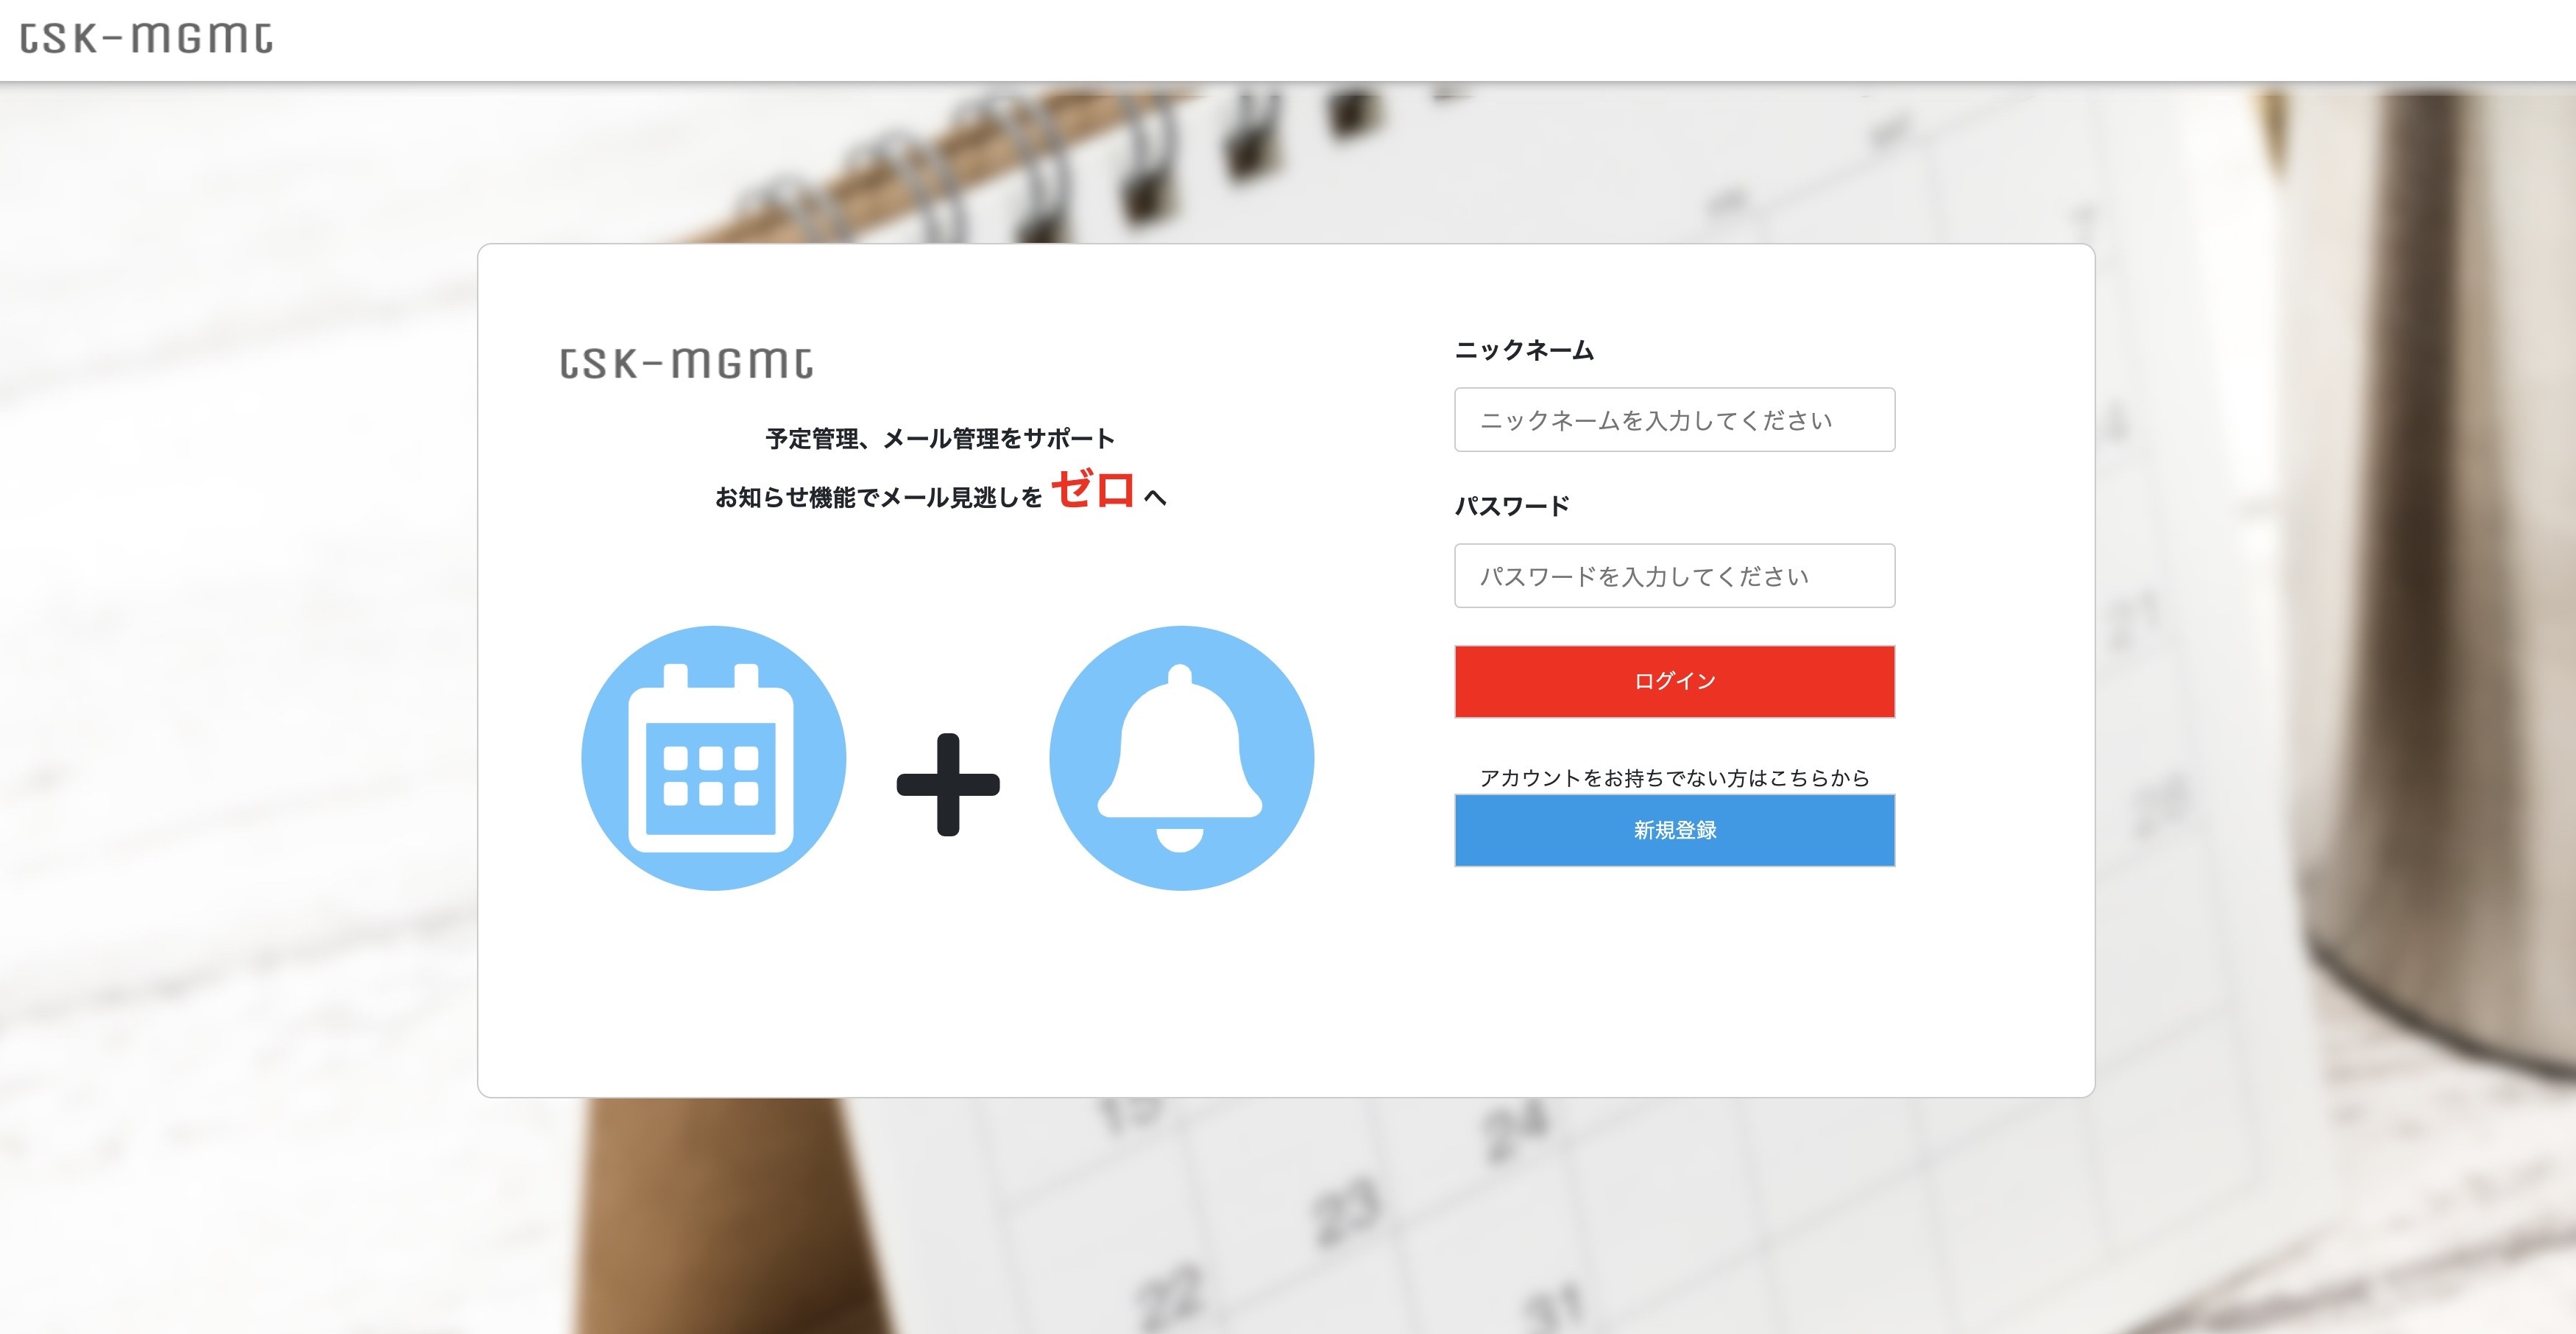 tsk-mgmt
tsk-mgmt
予定管理、メール管理をサポート
お知らせ機能でメール見逃しを ゼロ へ
ニックネーム
ニックネームを入力してください
パスワード
パスワードを入力してください
ログイン
アカウントをお持ちでない方はこちらから
新規登録
15
24
23
22
31